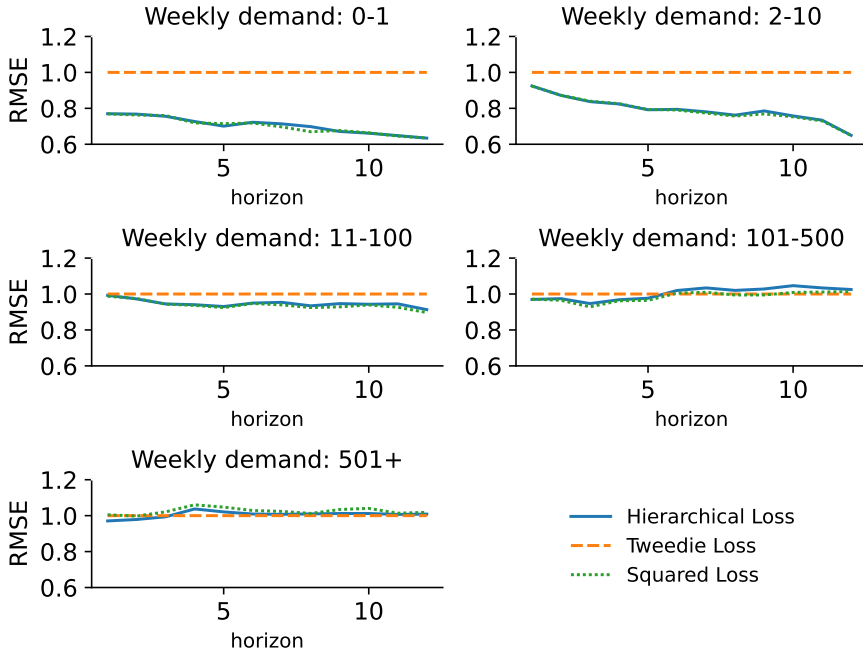 Weekly demand: 0-1
RMSE
1.2
1.0
0.8
0.6
5
10
horizon
Weekly demand: 2-10
1.2
1.0
0.8
0.6
5
10
horizon
Weekly demand: 11-100
RMSE
1.2
1.0
0.8
0.6
5
10
horizon
Weekly demand: 101-500
1.2
1.0
0.8
0.6
5
10
horizon
Weekly demand: 501+
RMSE
1.2
1.0
0.8
0.6
5
10
horizon
Hierarchical Loss
Tweedie Loss
Squared Loss